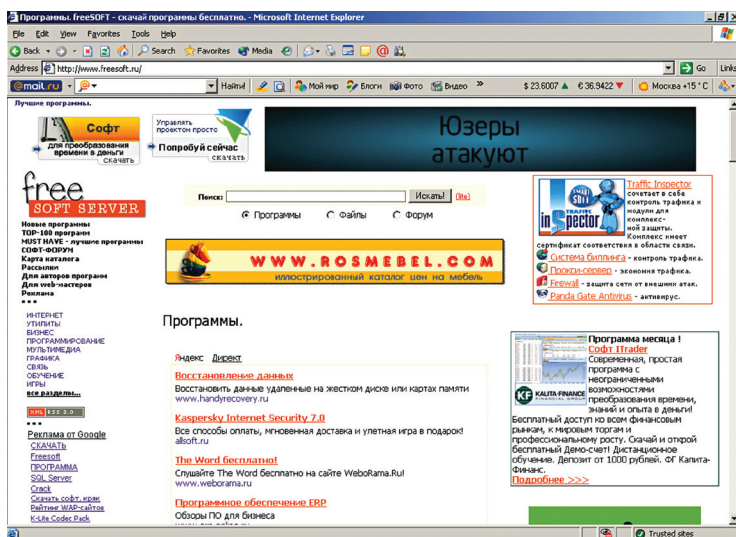 Программы. freeSOFT - скачай программы бесплатно. - Microsoft Internet Explorer
File Edit View Favorites Tools Help
Back Search Favorites Media
Address http://www.freesoft.ru/ Go Links
@mail.ru Найти! Мой мир Блоги Фото Видео » $ 23.6007 € 36.9422 Москва +15 °C
Лучшие программы.
Софт
для преобразования
времени в деньги
скачать
Управлять
проектом просто
Попробуй сейчас
скачать
Юзеры
атакуют
free
SOFT SERVER
Новые программы
TOP-100 программ
MUST HAVE - лучшие программы
СОФТ-ФОРУМ
Карта каталога
Рассылки
Для авторов программ
Для web-мастеров
Реклама
ИНТЕРНЕТ
УТИЛИТЫ
БИЗНЕС
ПРОГРАММИРОВАНИЕ
МУЛЬТИМЕДИА
ГРАФИКА
СВЯЗЬ
ОБУЧЕНИЕ
ИГРЫ
все разделы...
XML RSS 2.0
Реклама от Google
СКАЧАТЬ
Freesoft
ПРОГРАММА
SQL Server
Crack
Скачать софт, кряк
Рейтинг WAP-сайтов
K-Lite Codec Pack
Поиск: Искать! (lite)
Программы Файлы Форум
WWW.ROSMEBEL.COM
иллюстрированный каталог цен на мебель
Программы.
Яндекс Директ
Восстановление данных
Восстановить данные удаленные на жестком диске или картах памяти
www.handyrecovery.ru
Kaspersky Internet Security 7.0
Все способы оплаты, мгновенная доставка и улетная игра в подарок!
allsoft.ru
The Word бесплатно!
Слушайте The Word бесплатно на сайте WeboRama.Ru!
www.weborama.ru
Программное обеспечение ERP
Обзоры ПО для бизнеса
SMART SOFT
TRAFFIC
inSpector
Traffic Inspector
сочетает в себе
контроль трафика и
модули для
комплекс-
ной защиты.
Комплекс имеет
сертификат соответствия в области связи.
Система биллинга - контроль трафика.
Прокси-сервер - экономия трафика.
Firewall - защита сети от внешних атак.
Panda Gate Antivirus - антивирус.
KF KALITA-FINANCE
FINANCIAL GROUP
Программа месяца !
Софт ITrader
Современная, простая
программа с
неограниченными
возможностями
преобразования времени,
знаний и опыта в деньги!
Бесплатный доступ ко всем финансовым
рынкам, к мировым торгам и
профессиональному росту. Скачай и открой
бесплатный Демо-счет! Дистанционное
обучение. Депозит от 1000 рублей. ФГ Калита-
Финанс.
Подробнее >>>
Trusted sites